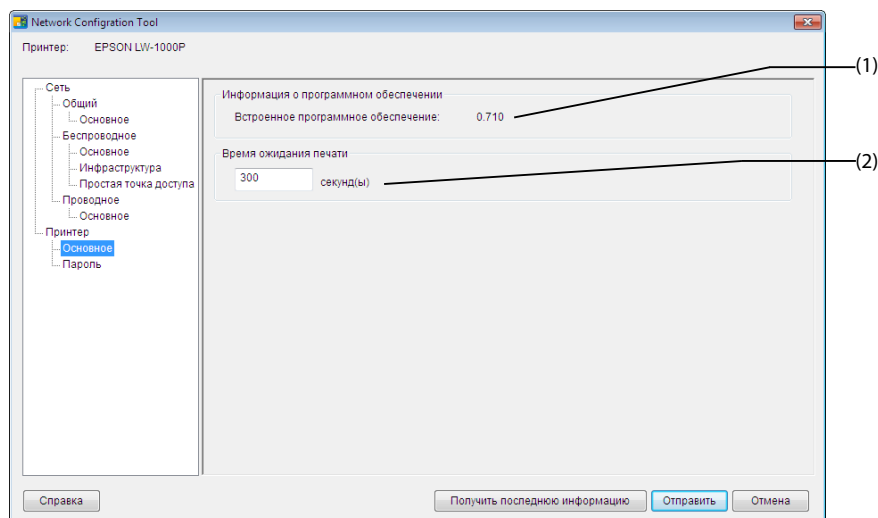 Network Configration Tool
Принтер: EPSON LW-1000P
Сеть
Общий
Основное
Беспроводное
Основное
Инфраструктура
Простая точка доступа
Проводное
Основное
Принтер
Основное
Пароль
Информация о программном обеспечении
Встроенное программное обеспечение: 0.710
(1)
Время ожидания печати
300 секунд(ы)
(2)
Справка
Получить последнюю информацию
Отправить
Отмена